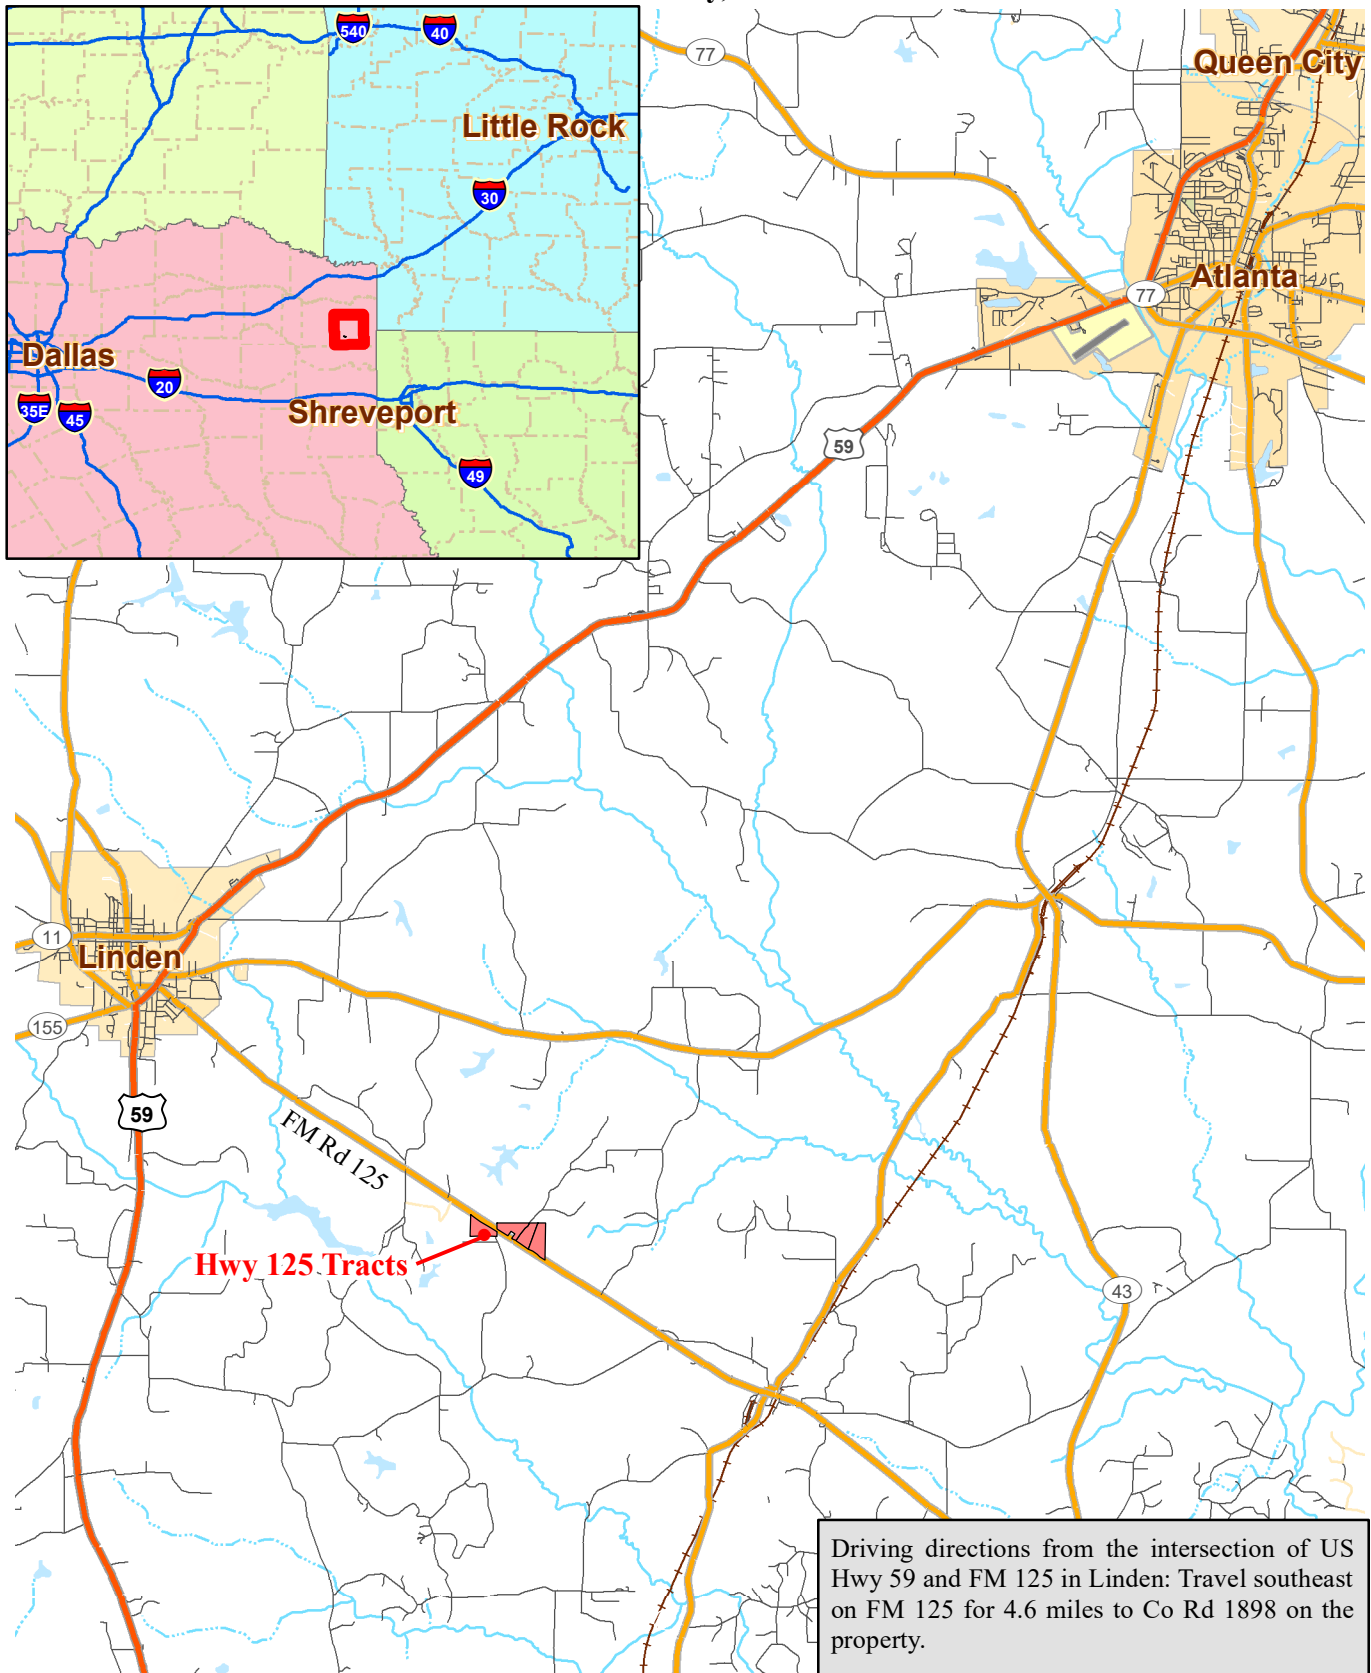 77
Queen City
540
40
Little Rock
30
Atlanta
77
Dallas
20
35E
45
Shreveport
49
59
11
Linden
155
59
FM Rd 125
Hwy 125 Tracts
43
Driving directions from the intersection of US
Hwy 59 and FM 125 in Linden: Travel southeast
on FM 125 for 4.6 miles to Co Rd 1898 on the
property.